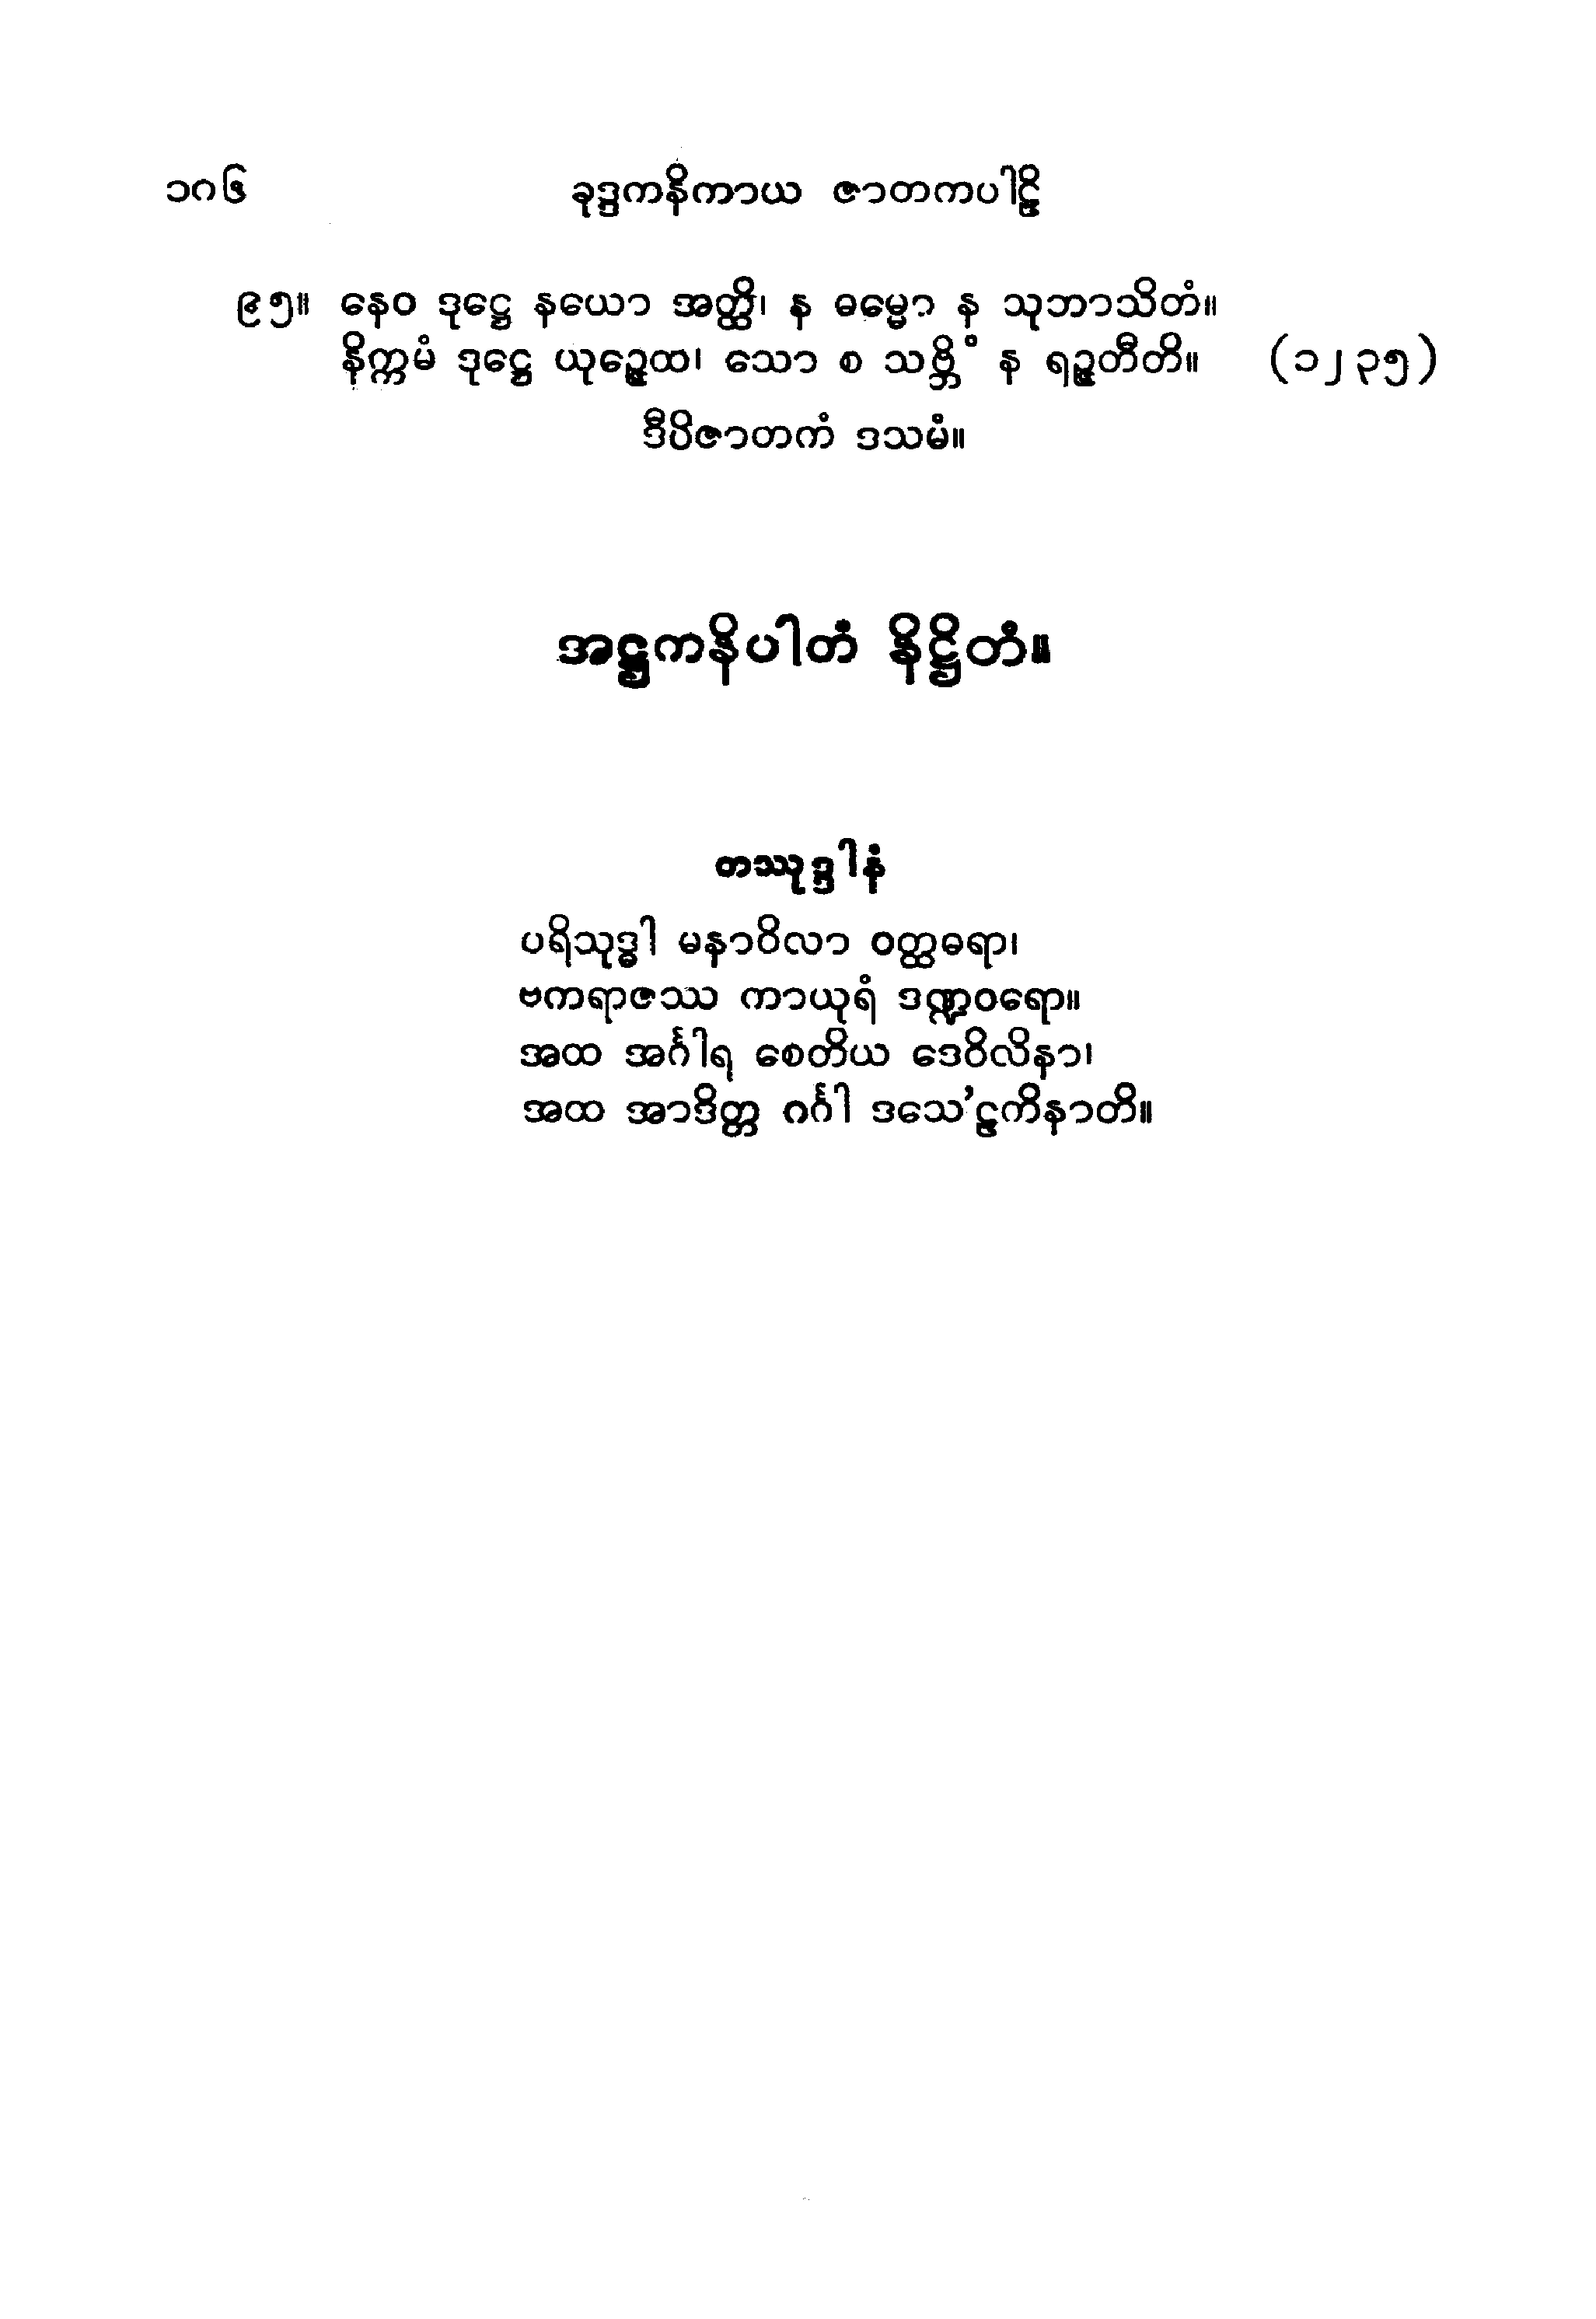 ၁၈၆ ခုဒ္ဒကနိကာယ ဇာတကပါဠိ
၉၅။ နေဝ ဒုဋ္ဌေ နယော အတ္ထိ၊ န ဓမ္မော န သုဘာသိတံ။
နိက္ကမံ ဒုဋ္ဌေ ယုဉ္ဇေထ၊ သော စ သဗ္ဘိံ န ရဉ္ဇတီတိ။ (၁၂၃၅)
ဒီပိဇာတကံ ဒသမံ။
အဋ္ဌကနိပါတံ နိဋ္ဌိတံ။
တဿုဒ္ဒါနံ
ပရိသုဒ္ဓါ မနာဝိလာ ဝတ္ထဓရာ၊
ဗကရာဇဿ ကာယုရံ ဒဏ္ဍဝရော။
အထ အင်္ဂါရ စေတိယ ဒေဝိလိနာ၊
အထ အာဒိတ္တ ဂင်္ဂါ ဒသေ’ဠကိနာတိ။